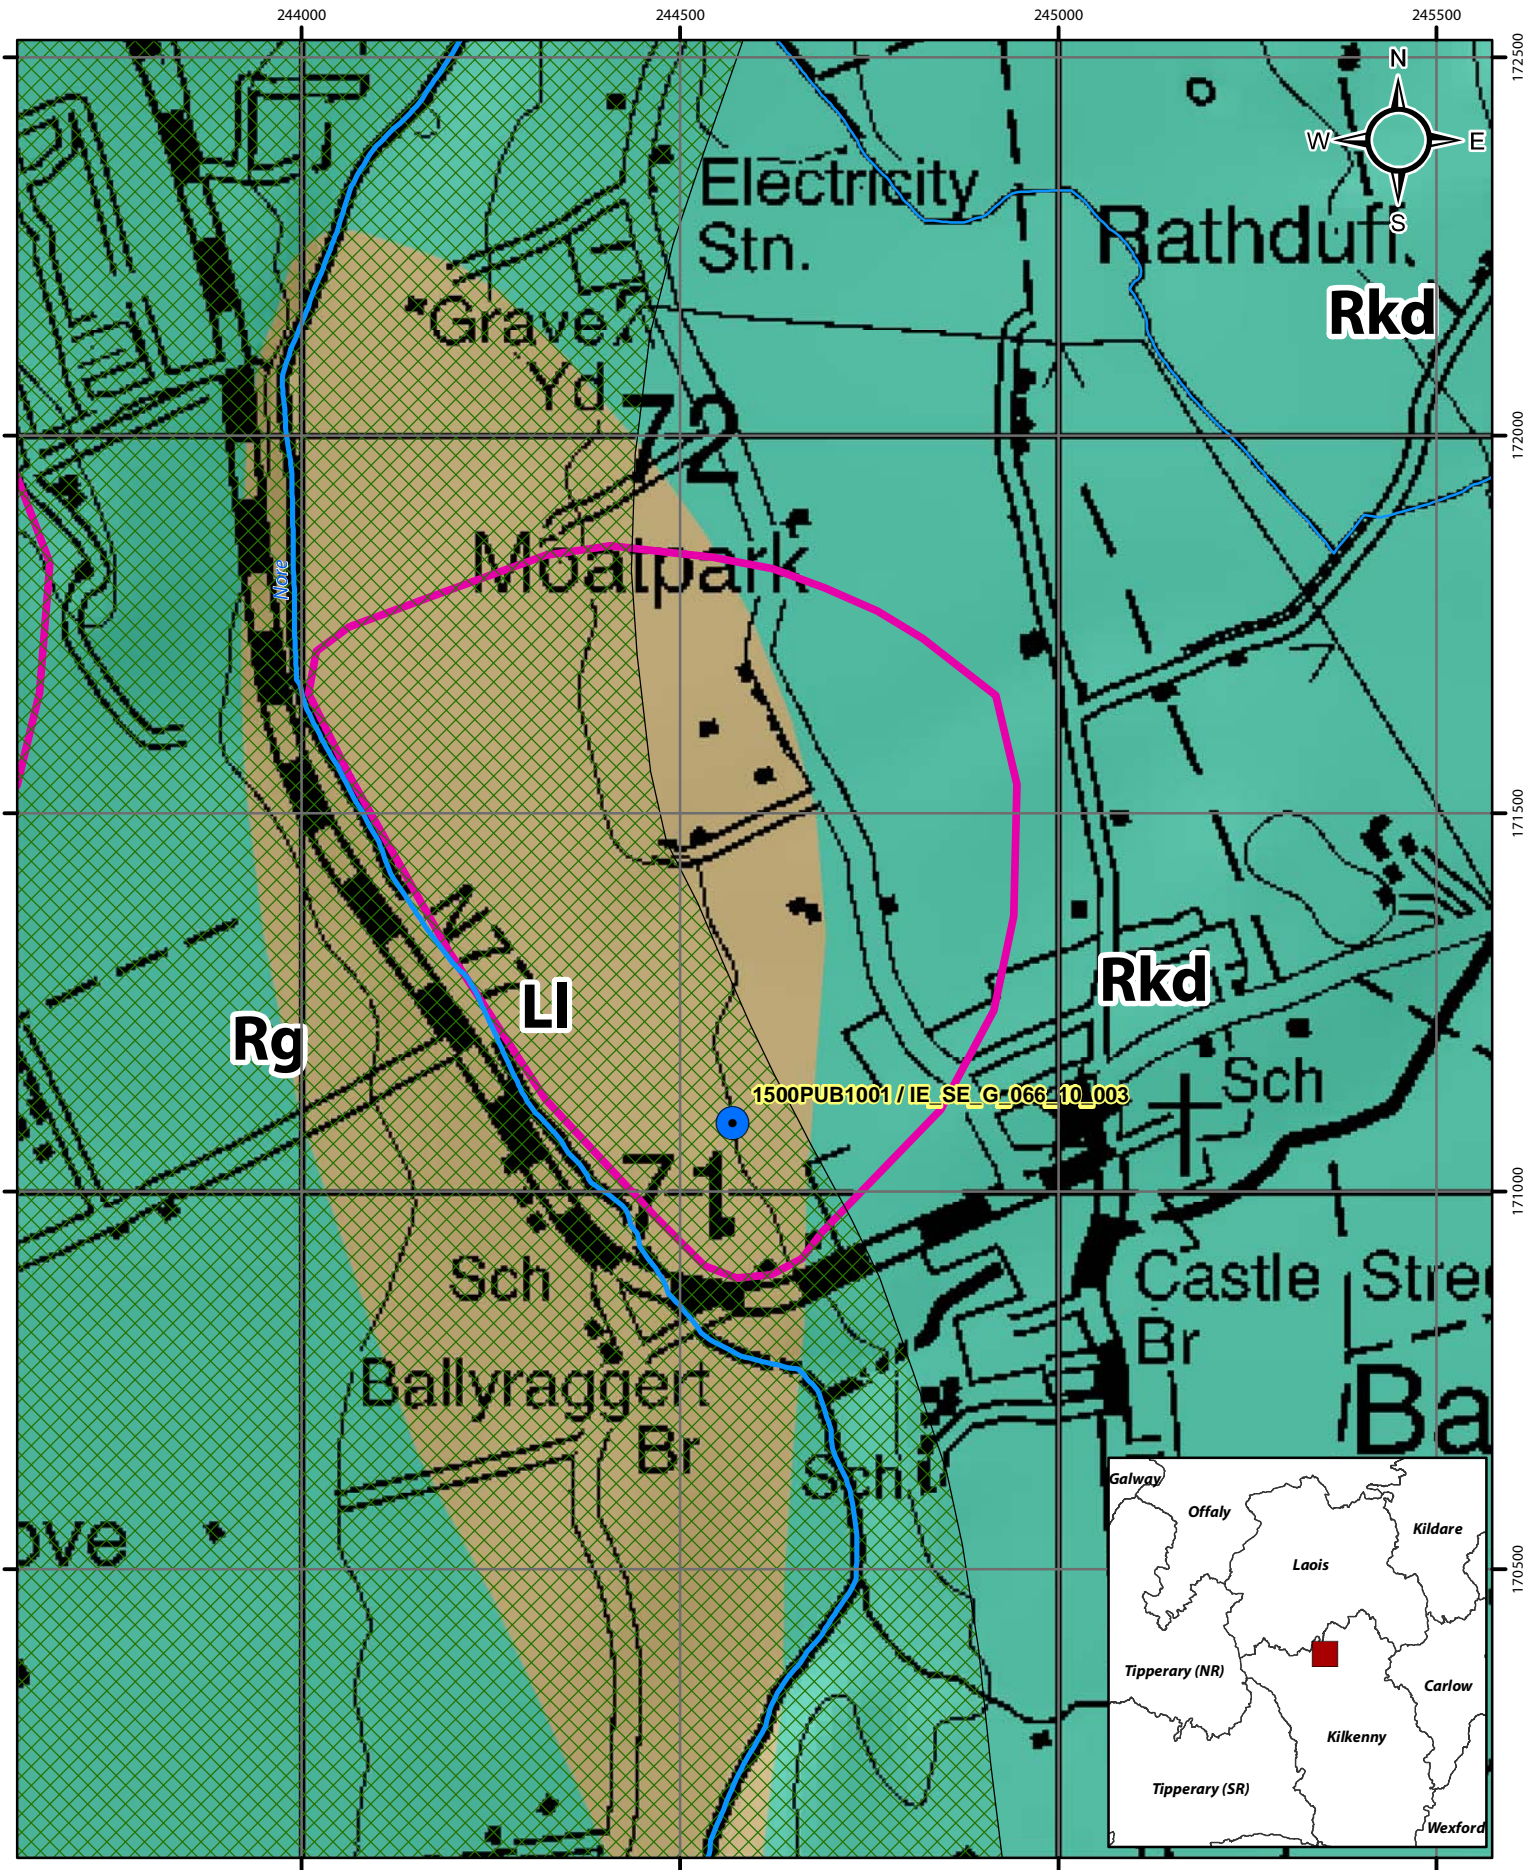 244000
244500
245000
245500
172500
N
W
E
S
Electricity
Stn.
Rathduff
Rkd
Grave
Yd
72
172000
Moatpark
Nore
171500
Rkd
Ll
Rg
Sch
1500PUB1001 / IE_SE_G_066_10_003
71
171000
Sch
Castle
Stre
Br
Ballyraggert
Br
Ba
Sch
ove
170500
Galway
Offaly
Kildare
Laois
Tipperary (NR)
Carlow
Kilkenny
Tipperary (SR)
Wexford